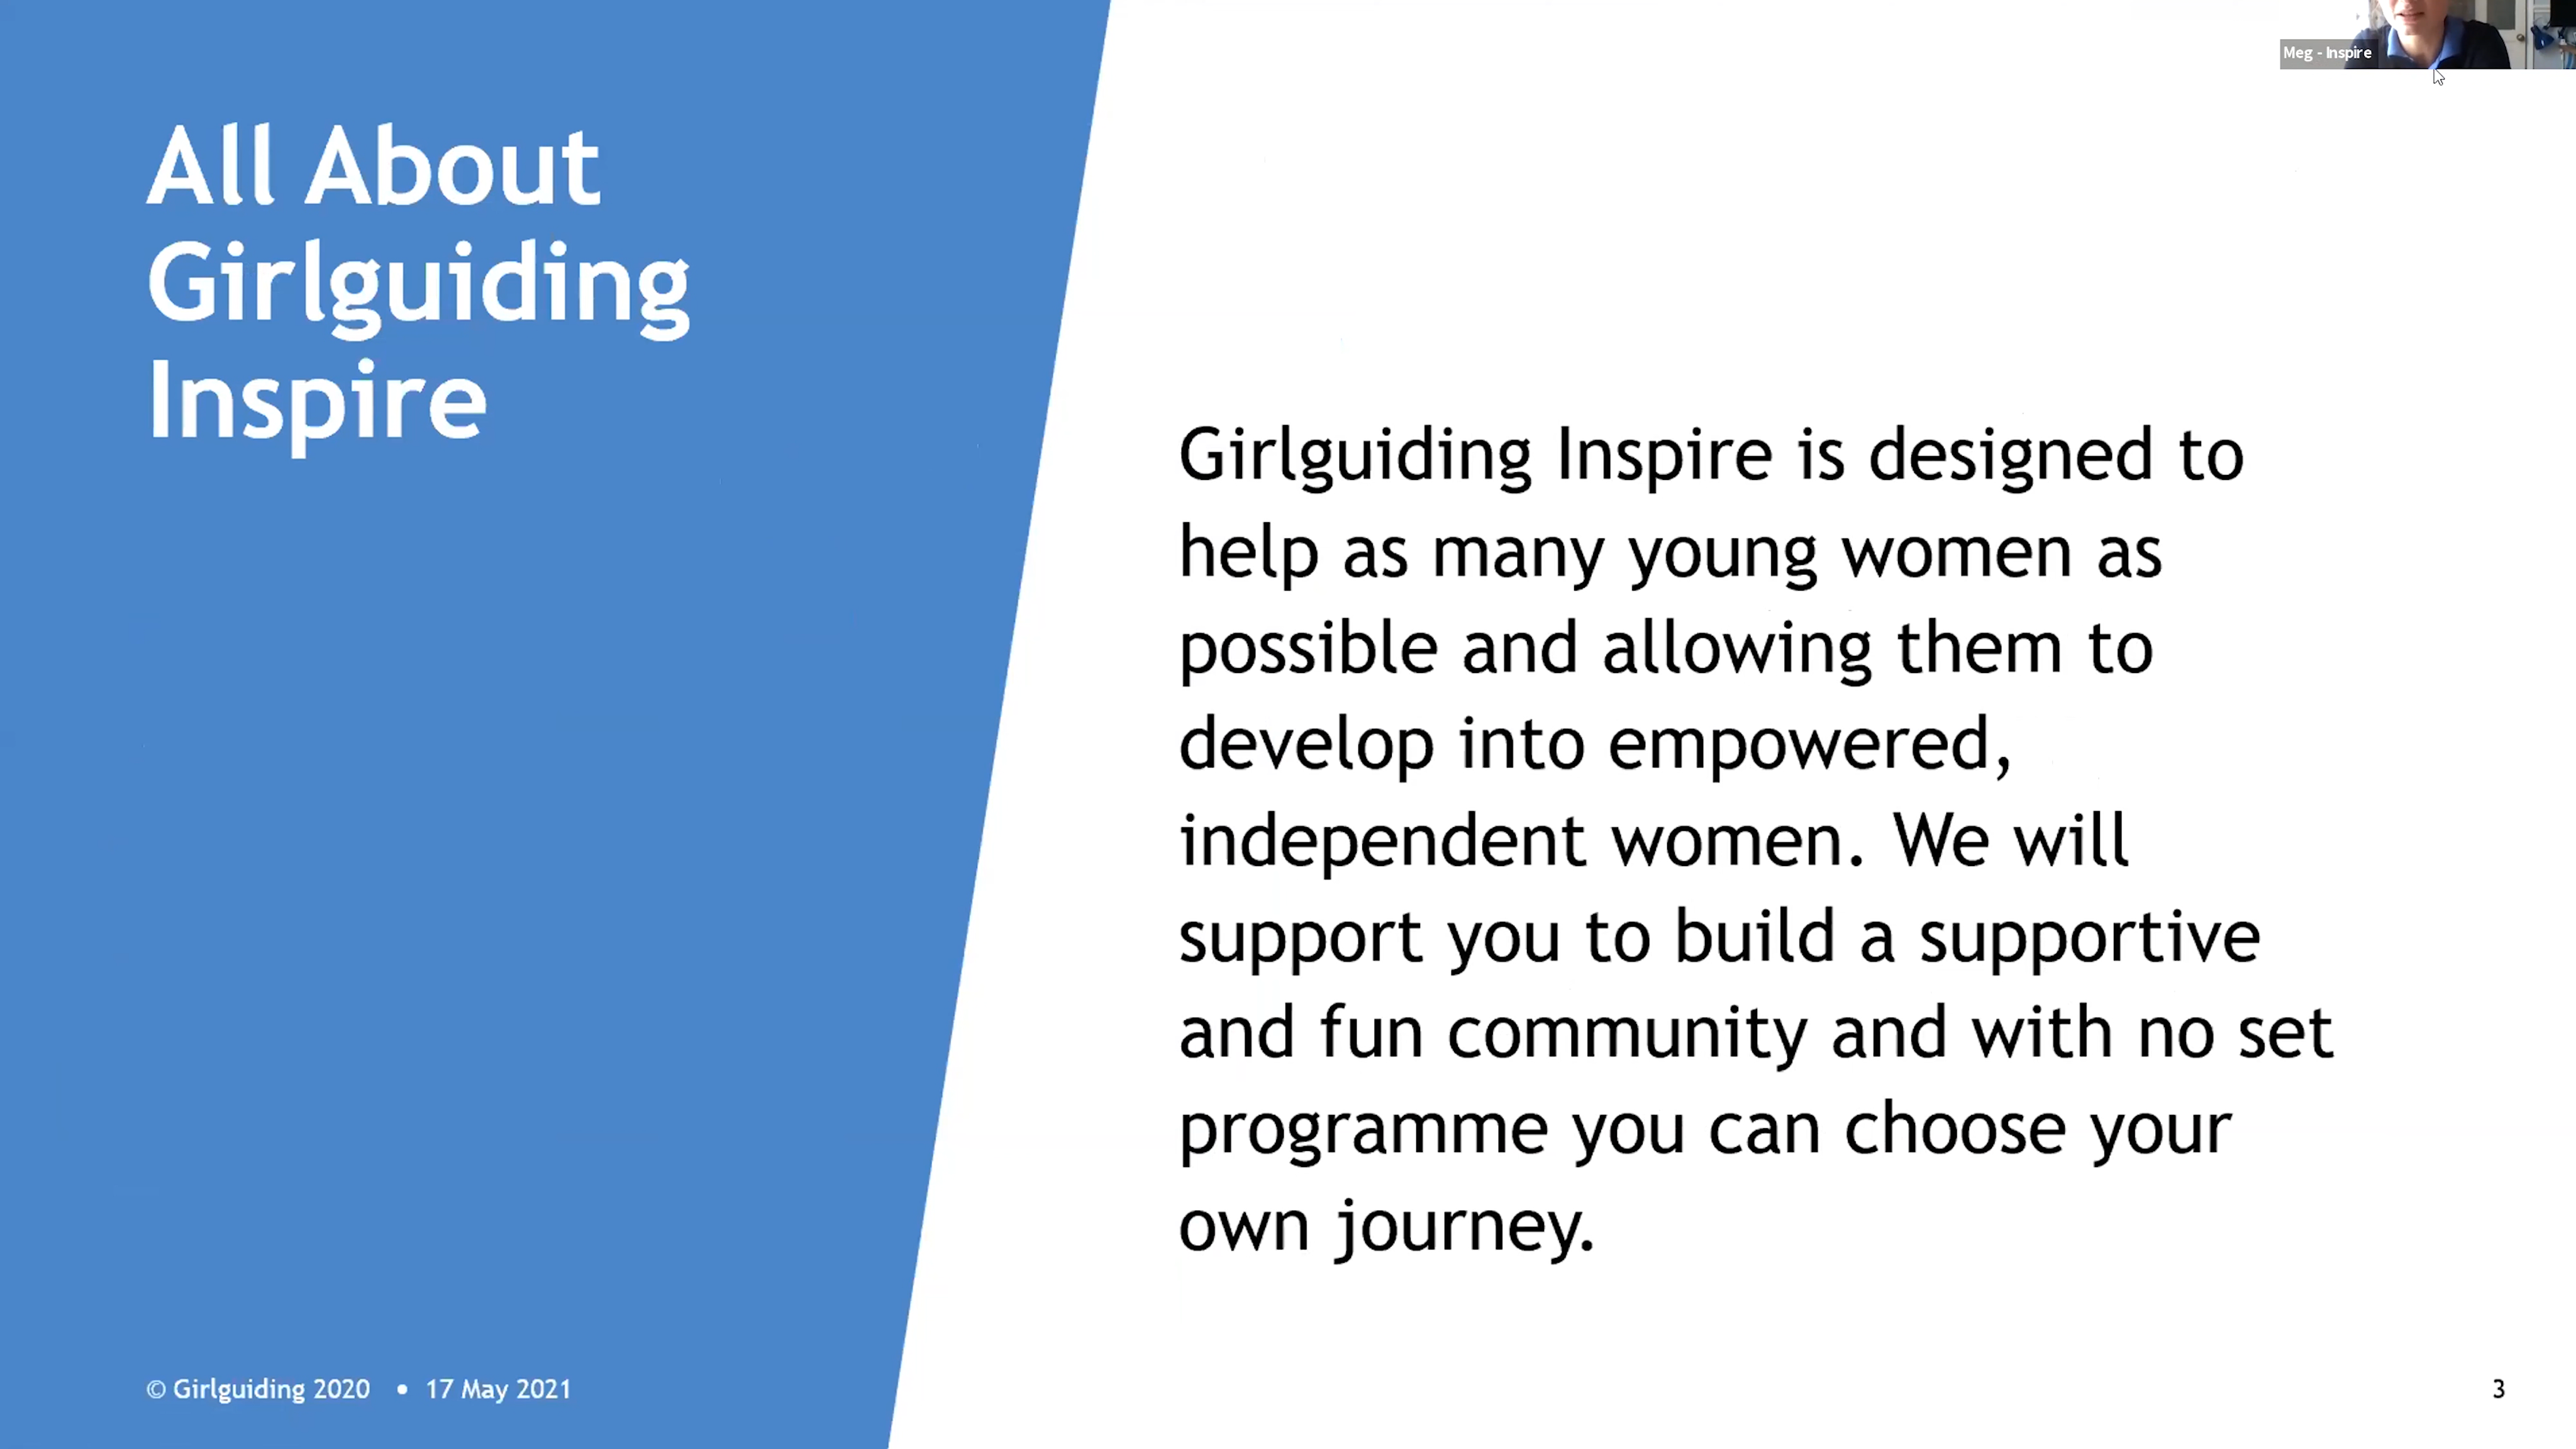 Meg - Inspire
All About
Girlguiding
Inspire
Girlguiding Inspire is designed to
help as many young women as
possible and allowing them to
develop into empowered,
independent women. We will
support you to build a supportive
and fun community and with no set
programme you can choose your
own journey.
© Girlguiding 2020 • 17 May 2021
3